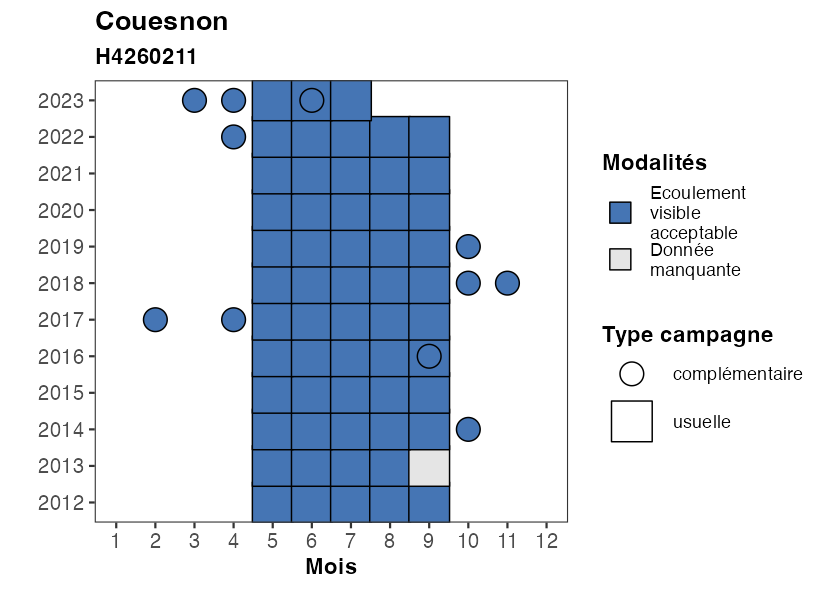 Couesnon
H4260211
2023
2022
2021
2020
2019
2018
2017
2016
2015
2014
2013
2012
1 2 3 4 5 6 7 8 9 10 11 12
Mois
Modalités
Ecoulement
visible
acceptable
Donnée
manquante
Type campagne
complémentaire
usuelle